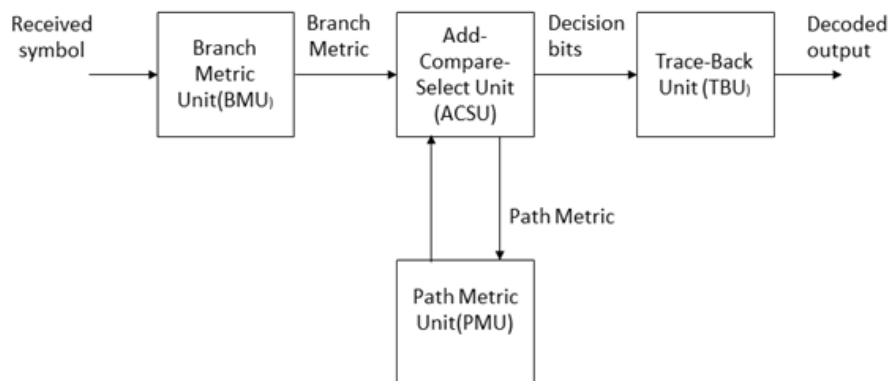 Received
symbol
Branch
Metric
Unit(BMU)
Branch
Metric
Add-
Compare-
Select Unit
(ACSU)
Decision
bits
Trace-Back
Unit (TBU)
Decoded
output
Path Metric
Path Metric
Unit(PMU)